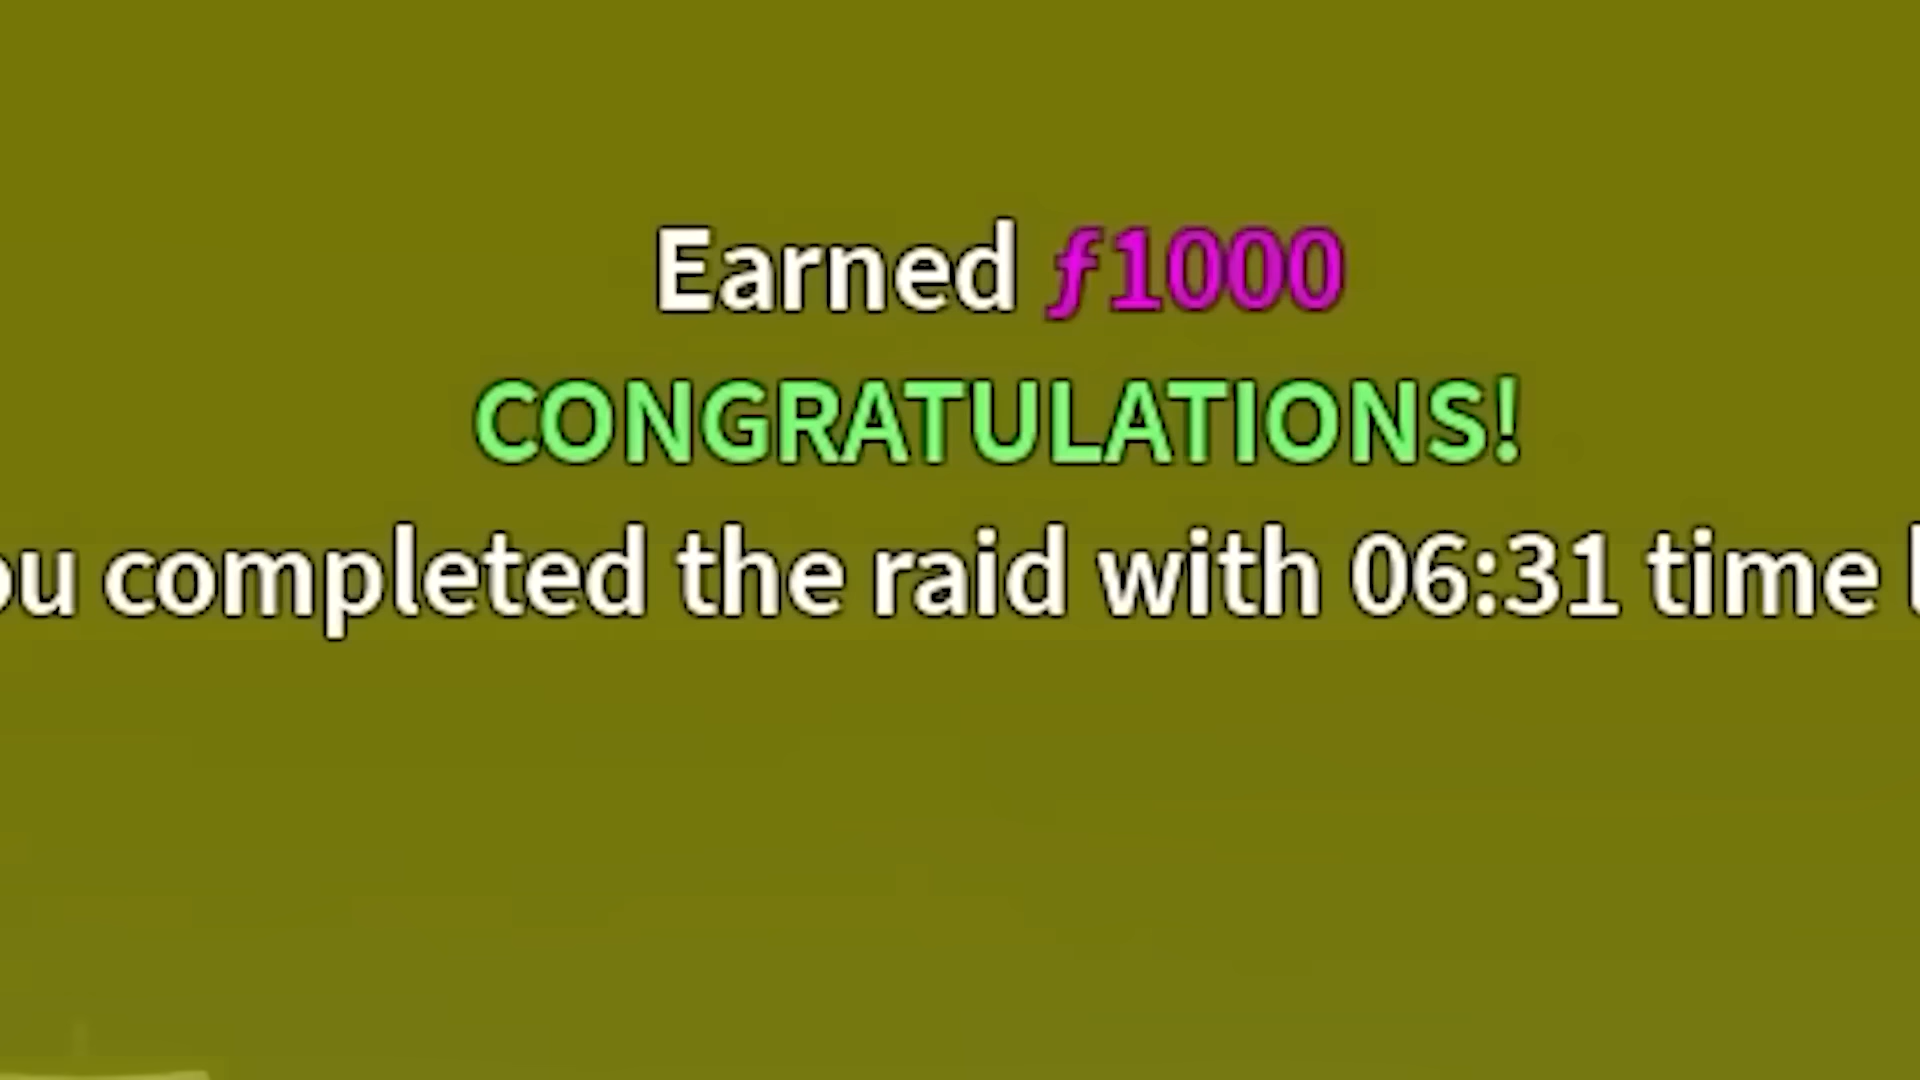 Earned ƒ1000
CONGRATULATIONS!
ou completed the raid with 06:31 time